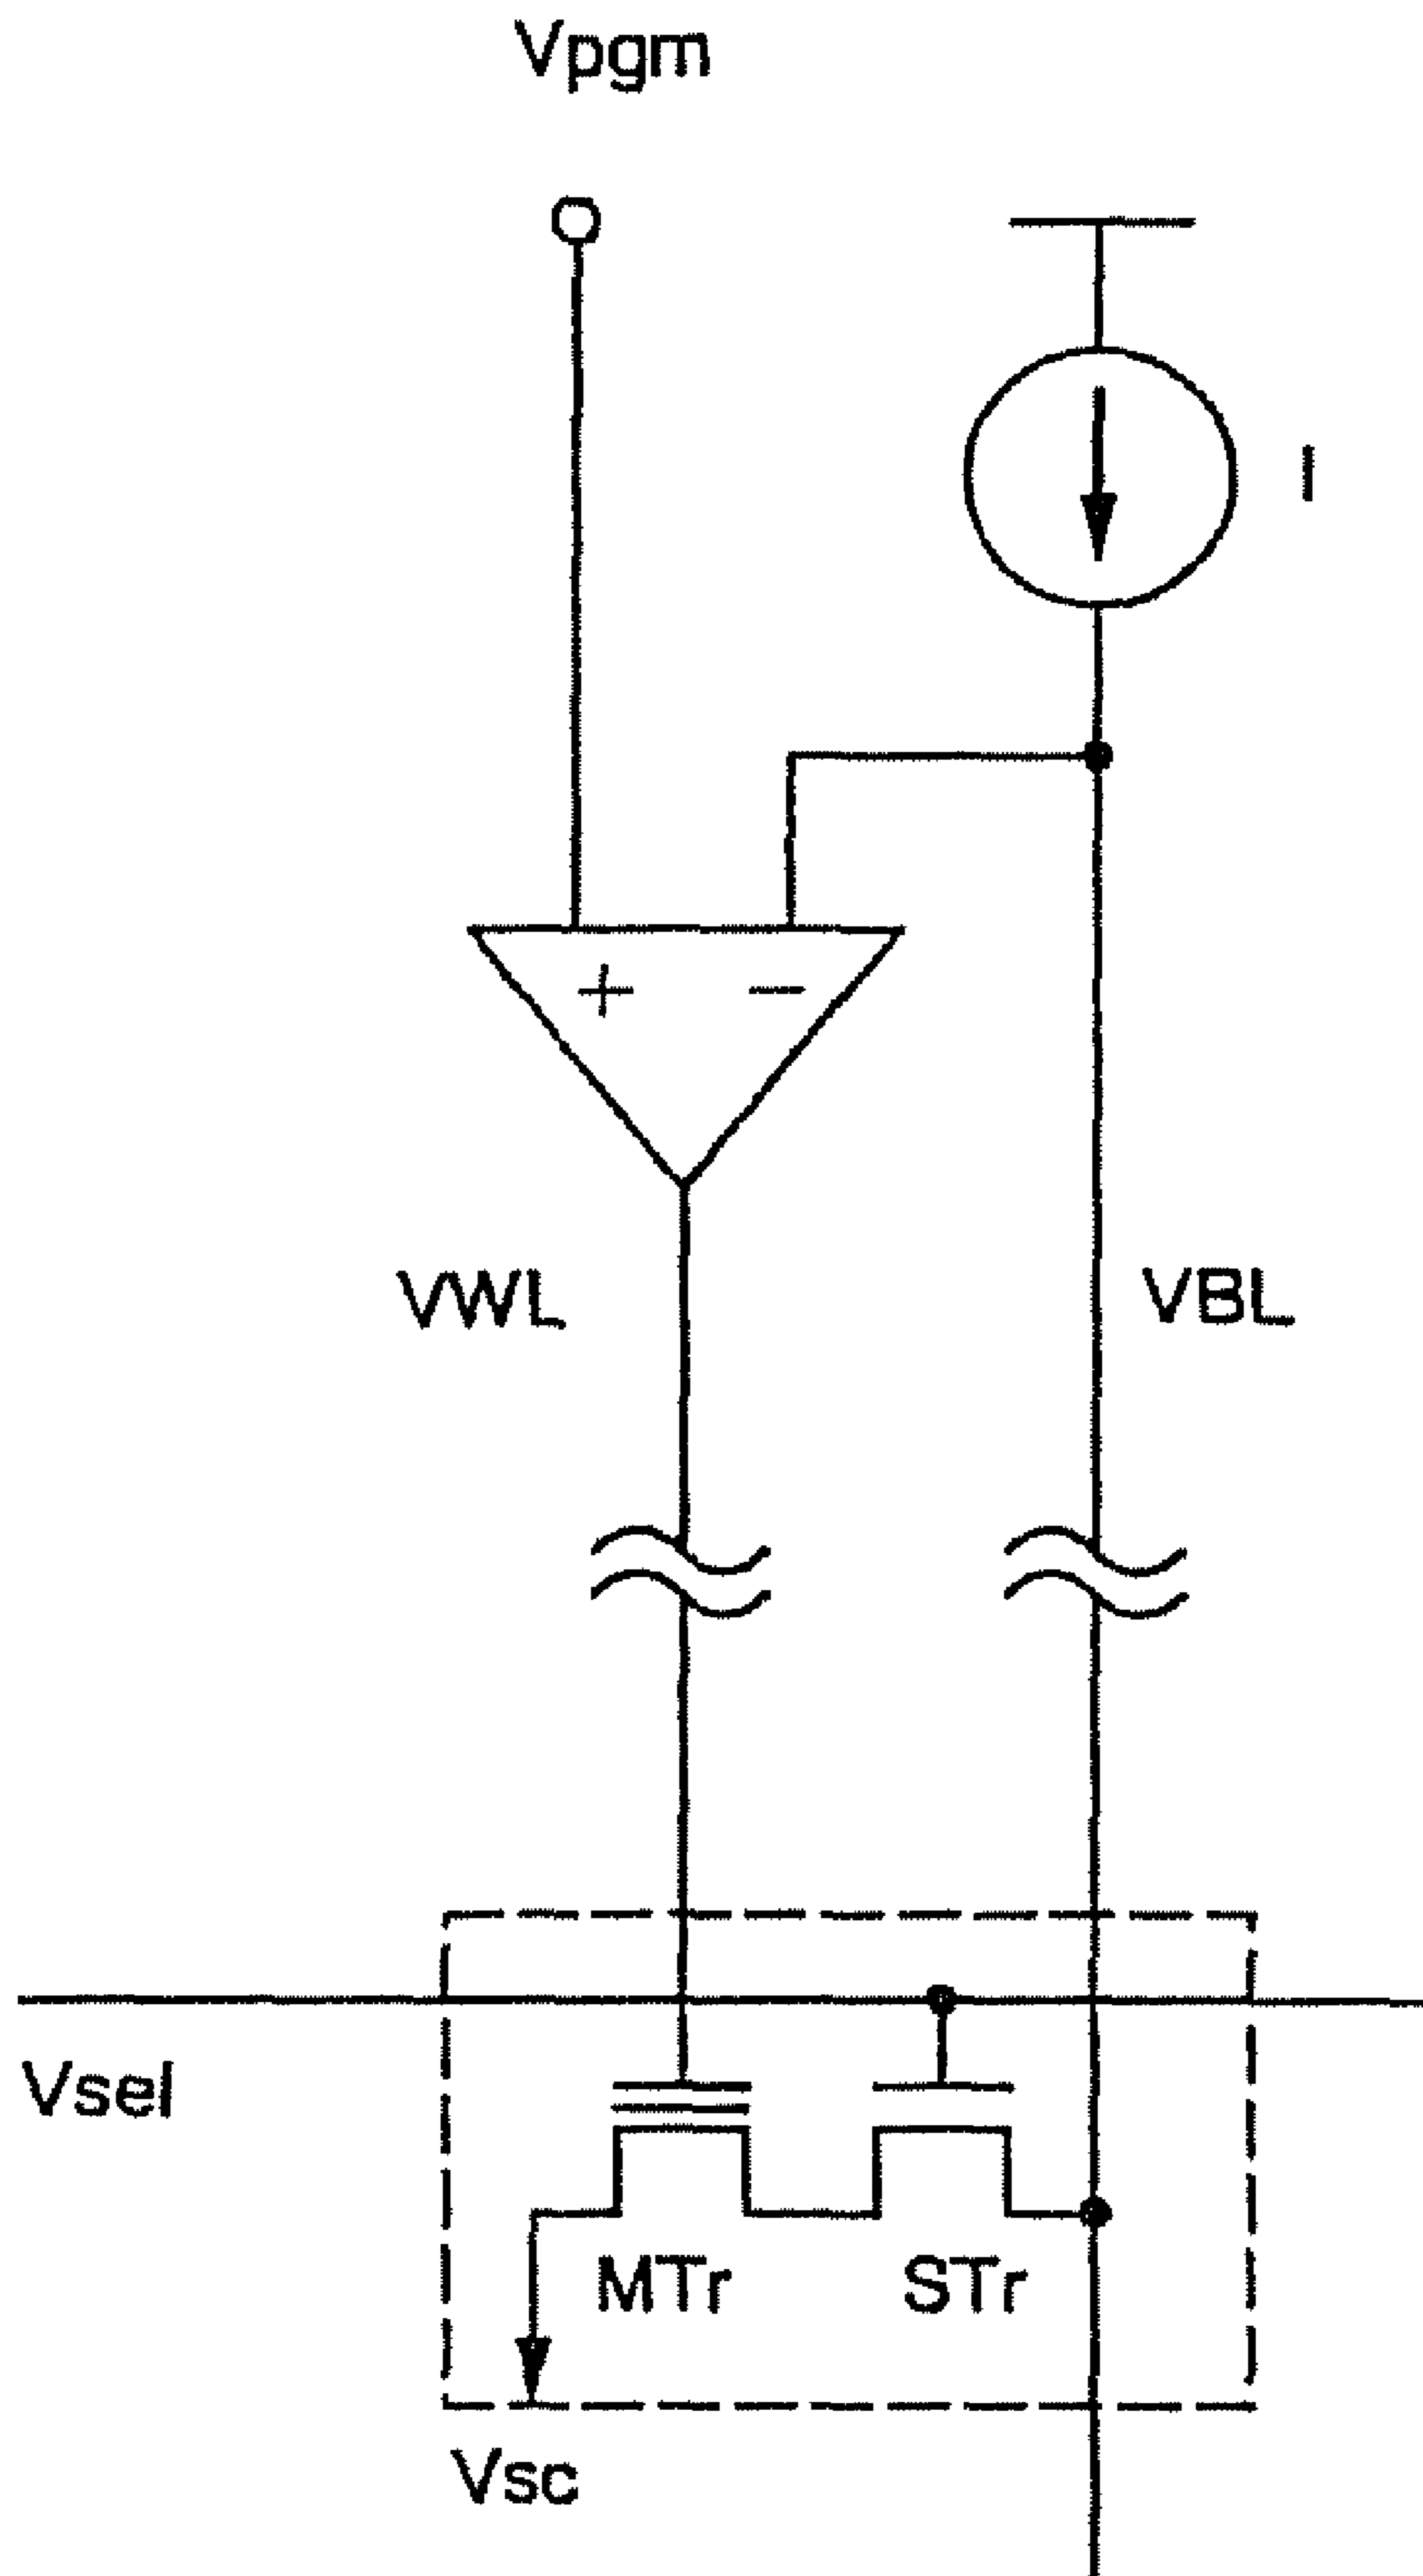 Vpgm
I
+ −
VWL
VBL
Vsel
MTr
STr
Vsc